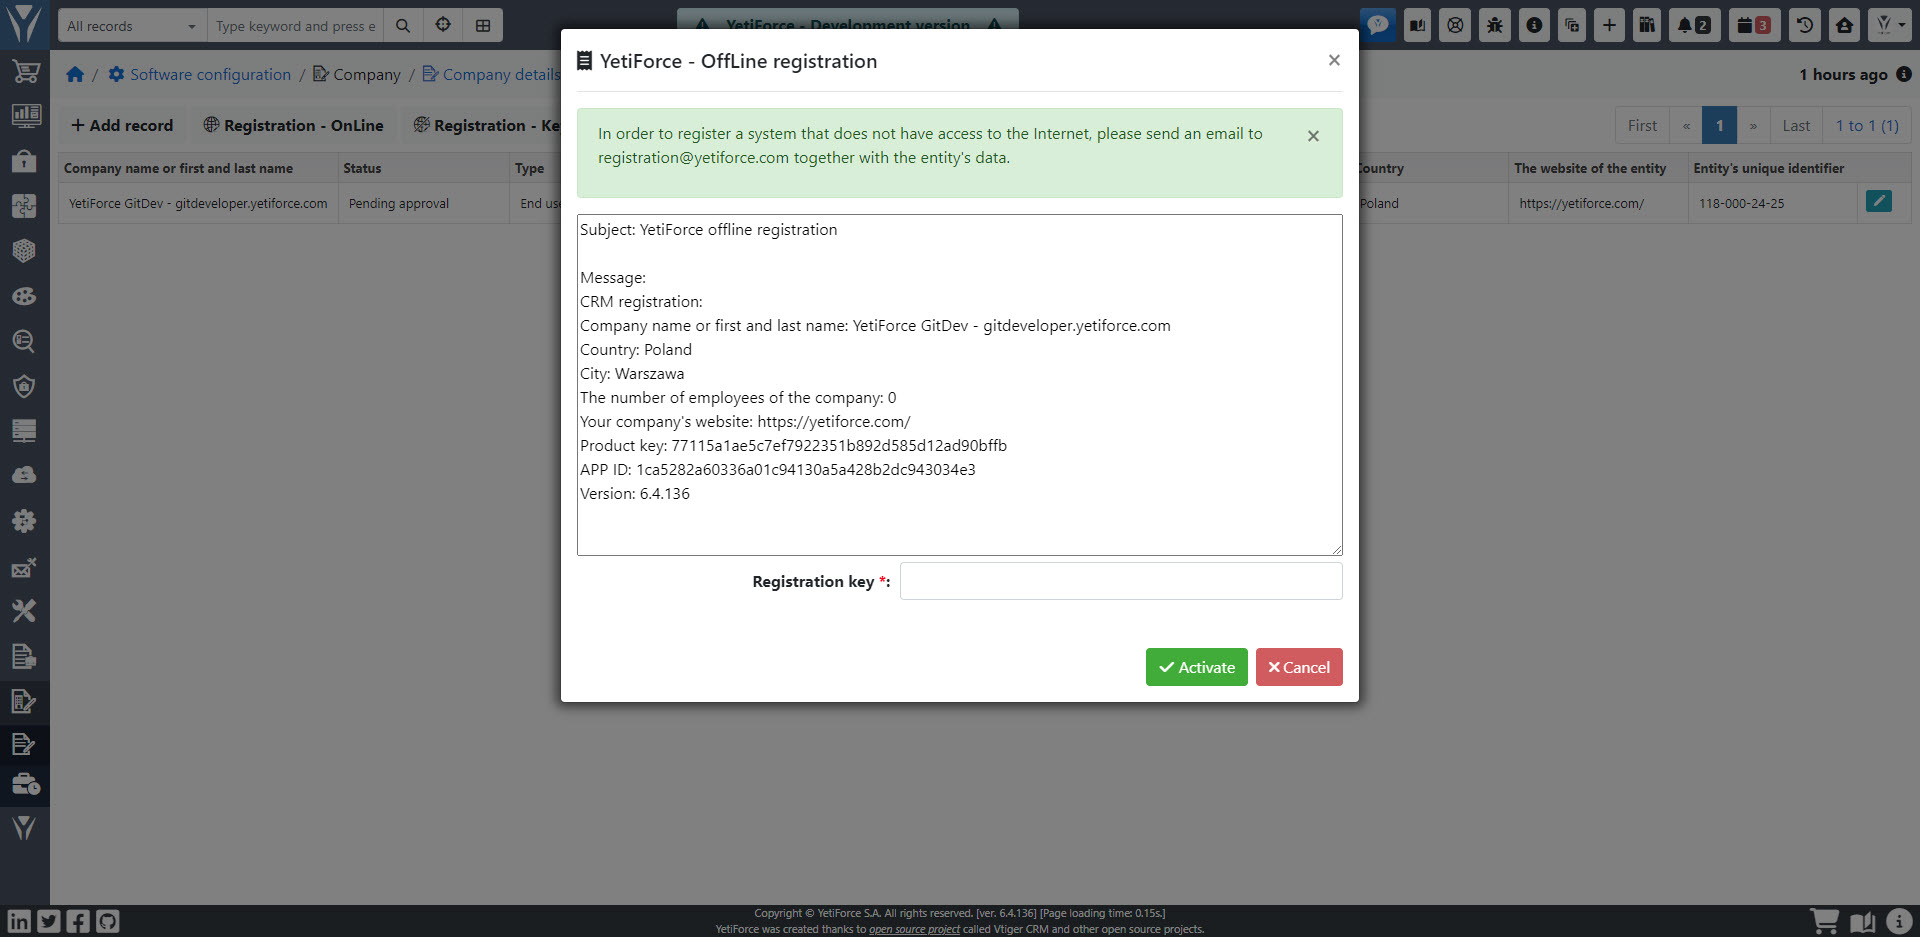 All records
Type keyword and press e
YetiForce - Development version
2
3
/ Software configuration / Company / Company details
1 hours ago
Add record
Registration - OnLine
Registration - Ke
First « 1 » Last 1 to 1 (1)
Company name or first and last name Status Type Country The website of the entity Entity's unique identifier
YetiForce GitDev - gitdeveloper.yetiforce.com Pending approval End use Poland https://yetiforce.com/ 118-000-24-25
YetiForce - OffLine registration
×
In order to register a system that does not have access to the Internet, please send an email to
registration@yetiforce.com together with the entity's data.
×
Subject: YetiForce offline registration
Message:
CRM registration:
Company name or first and last name: YetiForce GitDev - gitdeveloper.yetiforce.com
Country: Poland
City: Warszawa
The number of employees of the company: 0
Your company's website: https://yetiforce.com/
Product key: 77115a1ae5c7ef7922351b892d585d12ad90bffb
APP ID: 1ca5282a60336a01c94130a5a428b2dc943034e3
Version: 6.4.136
Registration key *:
Activate
Cancel
Copyright © YetiForce S.A. All rights reserved. [ver. 6.4.136] [Page loading time: 0.15s.]
YetiForce was created thanks to open source project called Vtiger CRM and other open source projects.